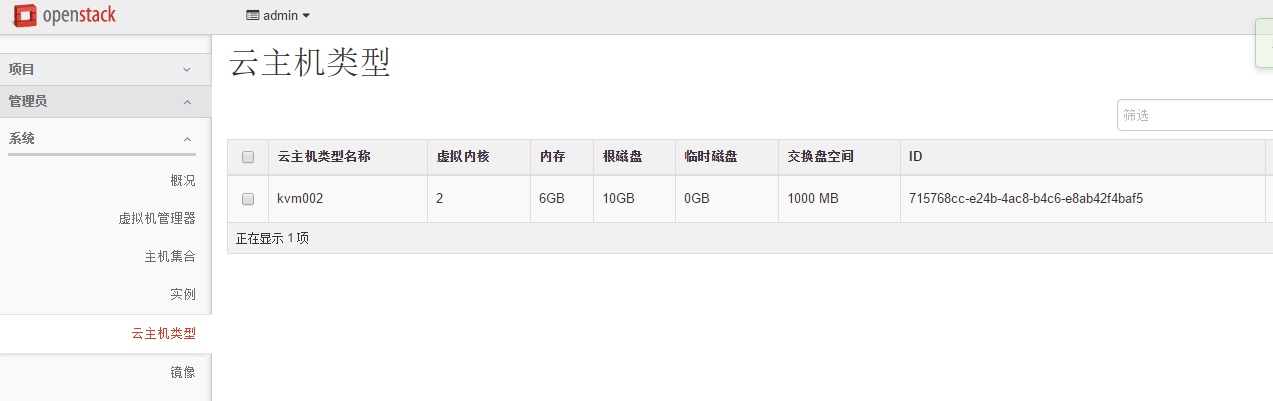 openstack
admin
云主机类型
项目
管理员
系统
概况
虚拟机管理器
主机集合
实例
云主机类型
镜像
筛选
云主机类型名称 虚拟内核 内存 根磁盘 临时磁盘 交换盘空间 ID
kvm002 2 6GB 10GB 0GB 1000 MB 715768cc-e24b-4ac8-b4c6-e8ab42f4baf5
正在显示 1 项